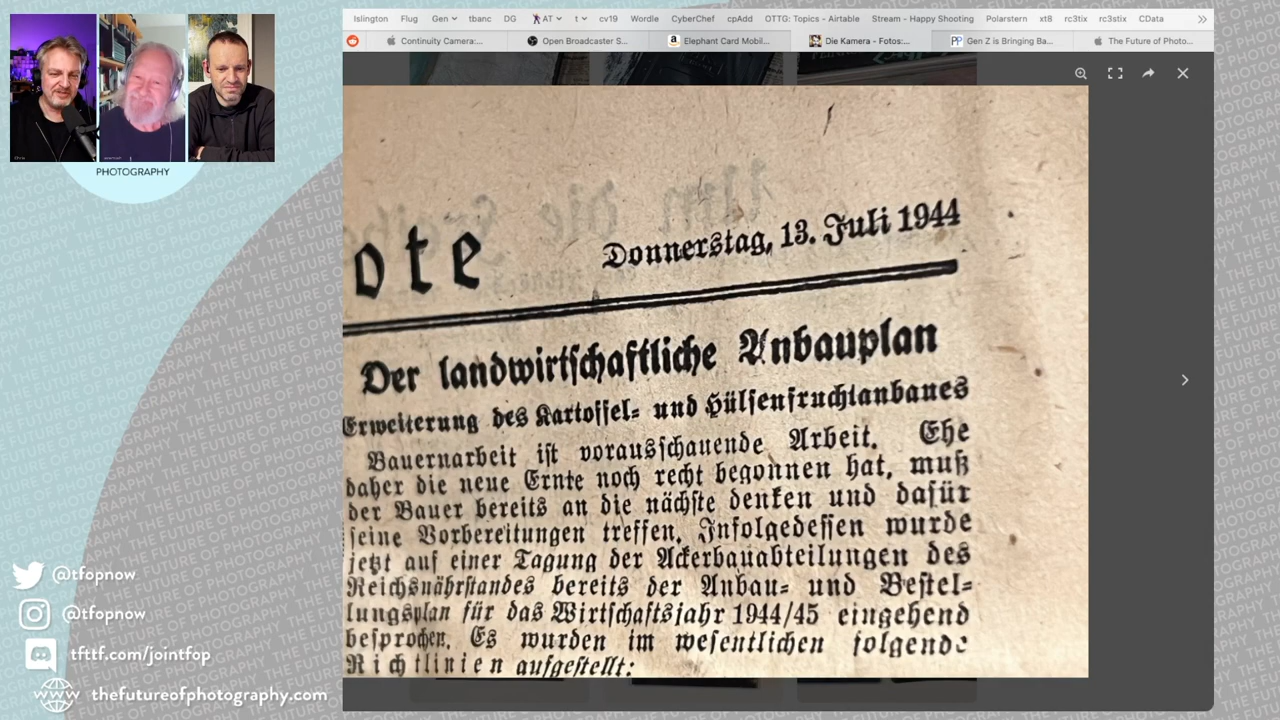 Islington Flug Gen tbanc DG AT t cv19 Wordle CyberChef cpAdd OTTG: Topics - Airtable Stream - Happy Shooting Polarstern xt8 rc3tix rc3stix CData
Continuity Camera:... Open Broadcaster S... Elephant Card Mobil... Die Kamera - Fotos:... Gen Z is Bringing Ba... The Future of Photo...
PHOTOGRAPHY
ote
Donnerstag, 13. Juli 1944
Der landwirtschaftliche Anbauplan
Erweiterung des Kartoffel- und Hülsenfruchtanbaues
Bauernarbeit ist vorausschauende Arbeit. Ehe
daher die neue Ernte noch recht begonnen hat, muß
der Bauer bereits an die nächste denken und dafür
seine Vorbereitungen treffen. Infolgedessen wurde
jetzt auf einer Tagung der Ackerbauabteilungen des
Reichsnährstandes bereits der Anbau- und Bestel-
lungsplan für das Wirtschaftsjahr 1944/45 eingehend
besprochen. Es wurden im wesentlichen folgende
Richtlinien aufgestellt:
@tfopnow
@tfopnow
tfttf.com/jointfop
www thefutureofphotography.com